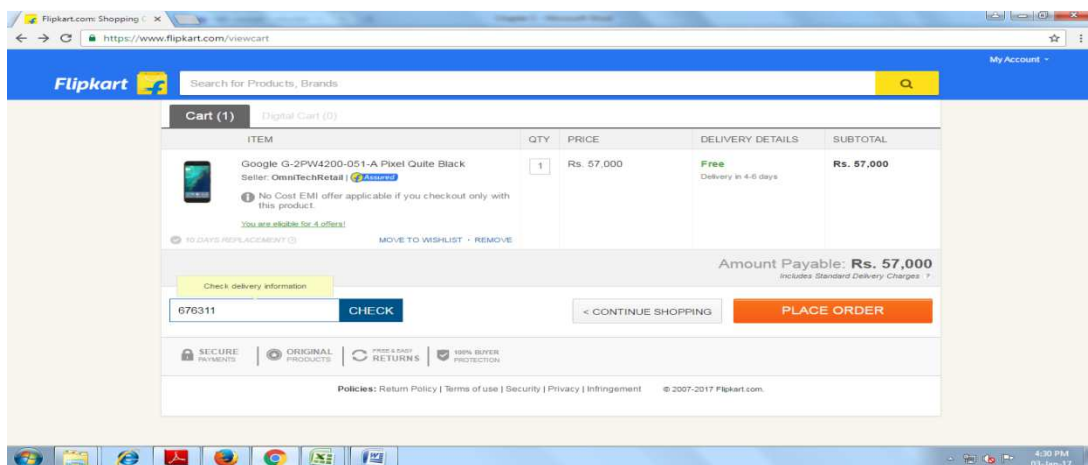 Flipkart.com: Shopping C
https://www.flipkart.com/viewcart
My Account
Flipkart
Search for Products, Brands
Cart (1) Digital Cart (0)
ITEM QTY PRICE DELIVERY DETAILS SUBTOTAL
Google G-2PW4200-051-A Pixel Quite Black 1 Rs. 57,000 Free Rs. 57,000
Seller: OmniTechRetail | Assured Delivery in 4-6 days
No Cost EMI offer applicable if you checkout only with
this product.
You are eligible for 4 offers!
10 DAYS REPLACEMENT MOVE TO WISHLIST • REMOVE
Amount Payable: Rs. 57,000
Includes Standard Delivery Charges ?
Check delivery information
676311 CHECK < CONTINUE SHOPPING PLACE ORDER
SECURE PAYMENTS ORIGINAL PRODUCTS FREE & EASY RETURNS 100% BUYER PROTECTION
Policies: Return Policy | Terms of use | Security | Privacy | Infringement © 2007-2017 Flipkart.com.
4:30 PM
03-Jan-17